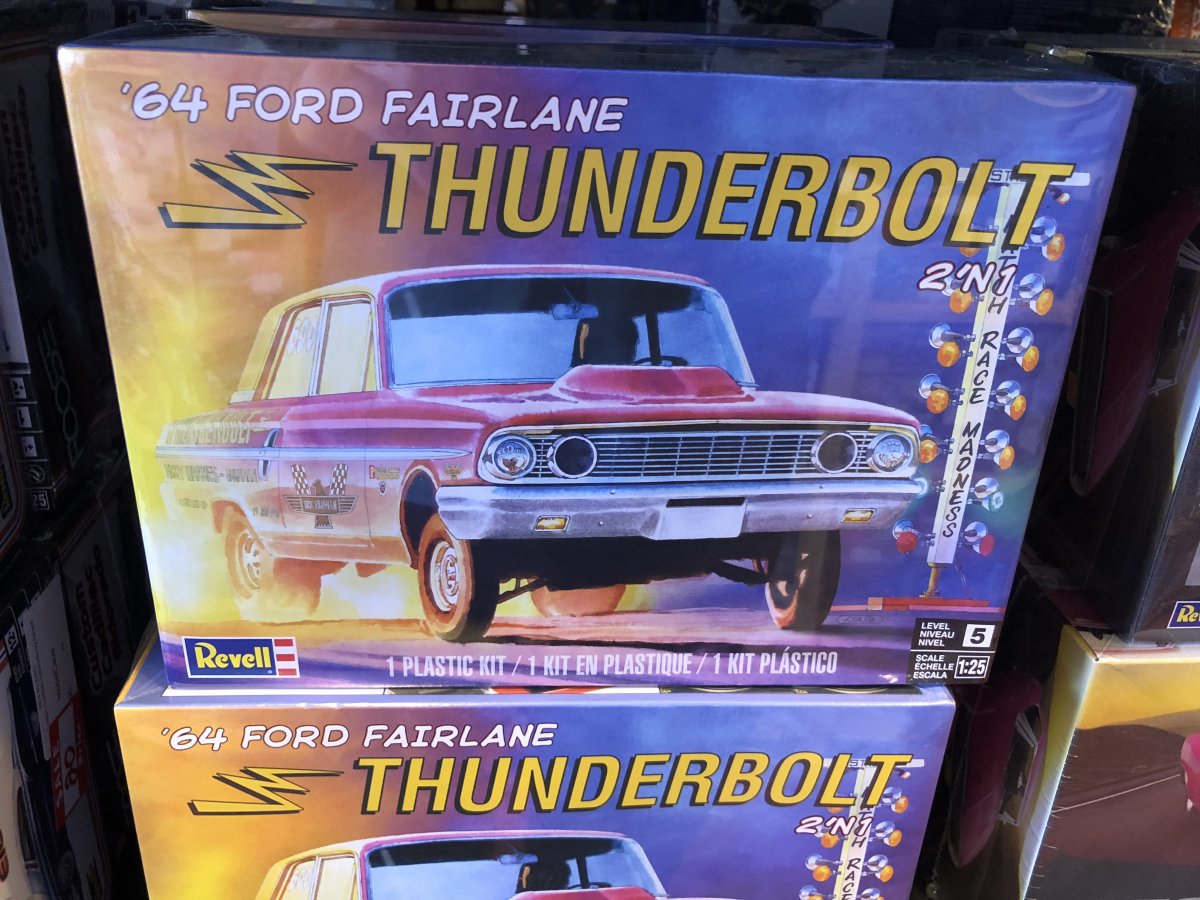 '64 FORD FAIRLANE
THUNDERBOLT
2 'N 1
RACE MADNESS
Revell
1 PLASTIC KIT / 1 KIT EN PLASTIQUE / 1 KIT PLÁSTICO
LEVEL
NIVEAU
NIVEL
5
SCALE
ÉCHELLE
ESCALA
1:25
'64 FORD FAIRLANE
THUNDERBOLT
2 'N 1